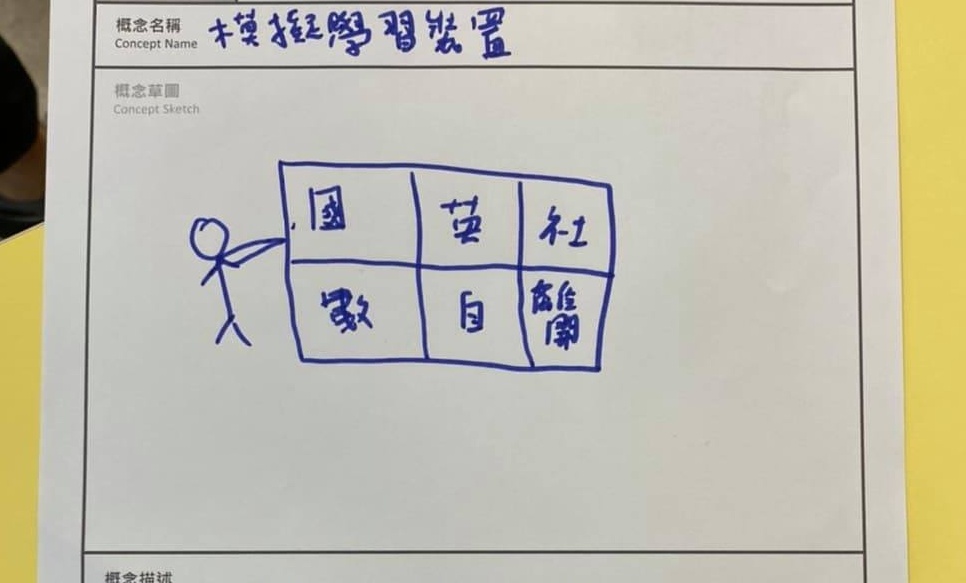 概念名稱
Concept Name
模擬學習裝置
概念草圖
Concept Sketch
國 英 社
數 自 離開
概念描述